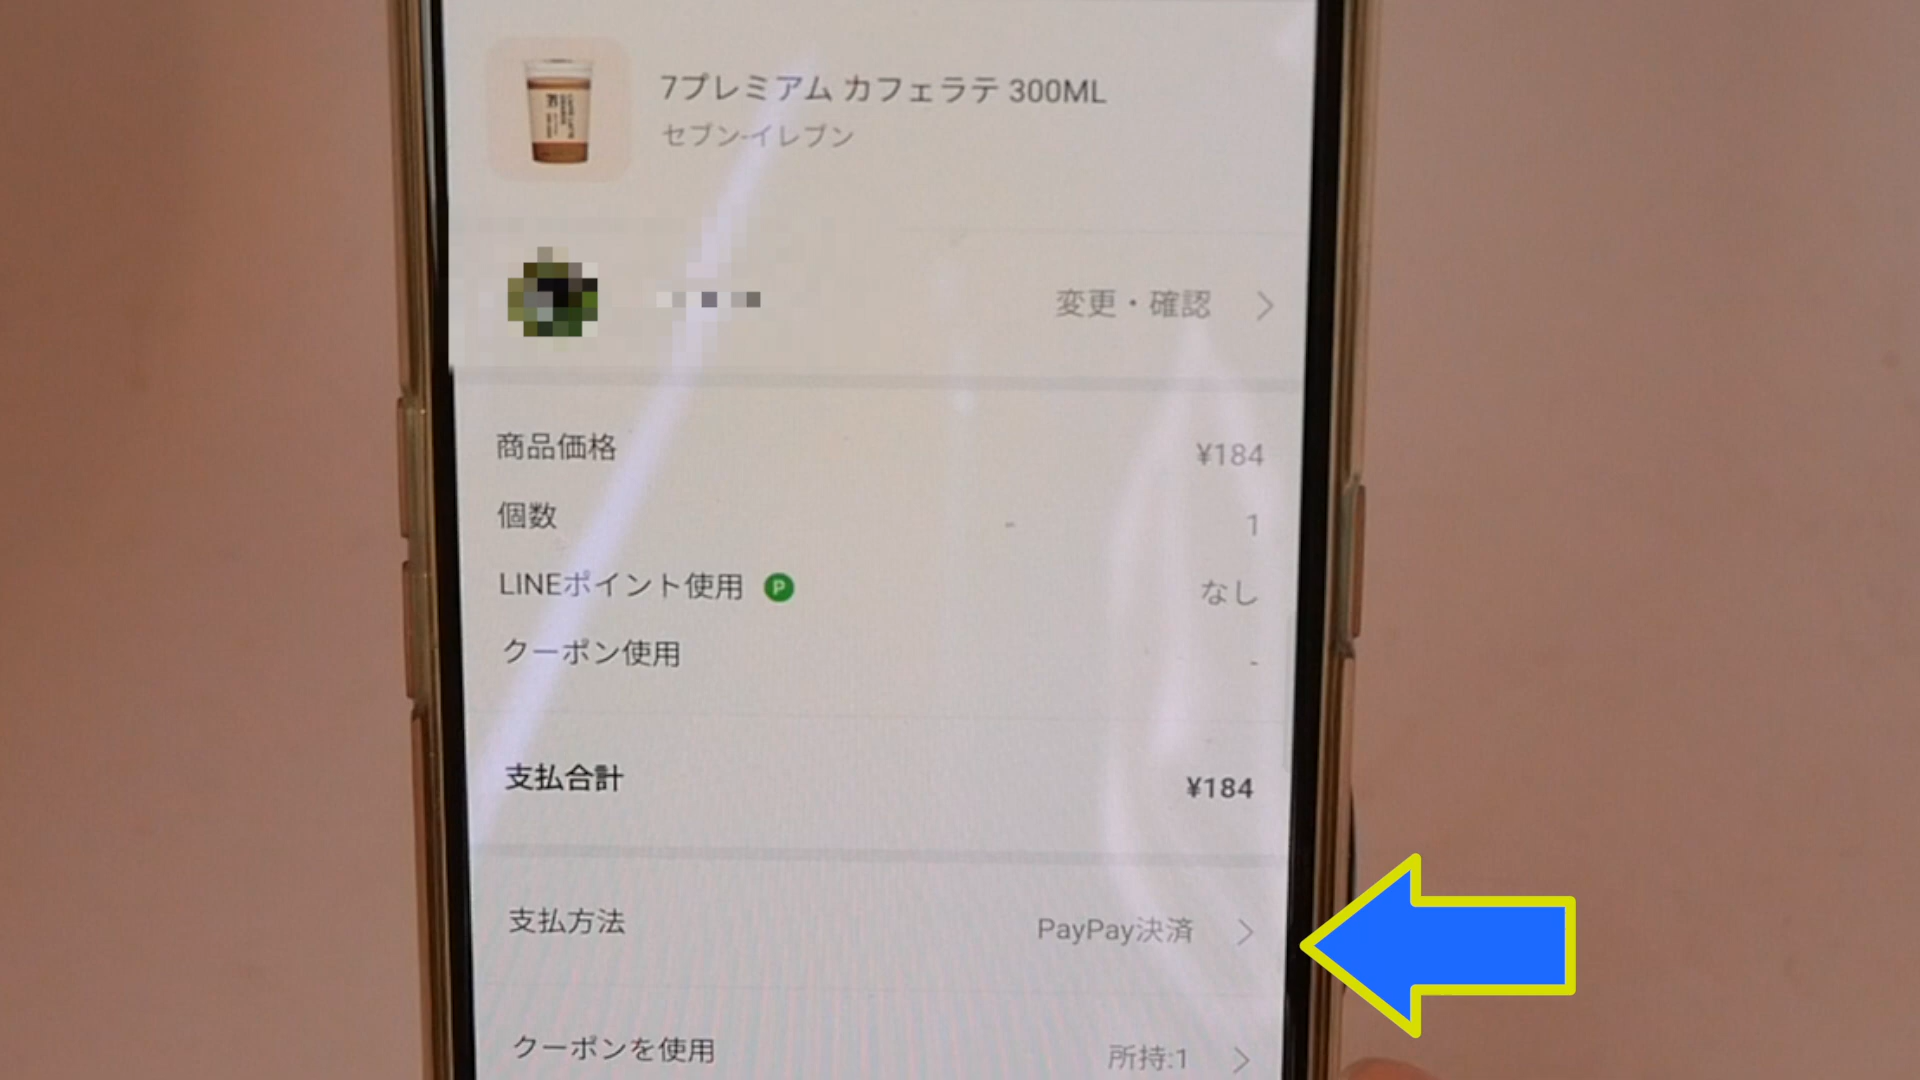 7プレミアム カフェラテ 300ML
セブン-イレブン
変更・確認
商品価格 ¥184
個数 1
LINEポイント使用 P なし
クーポン使用 -
支払合計 ¥184
支払方法 PayPay決済
クーポンを使用 所持:1